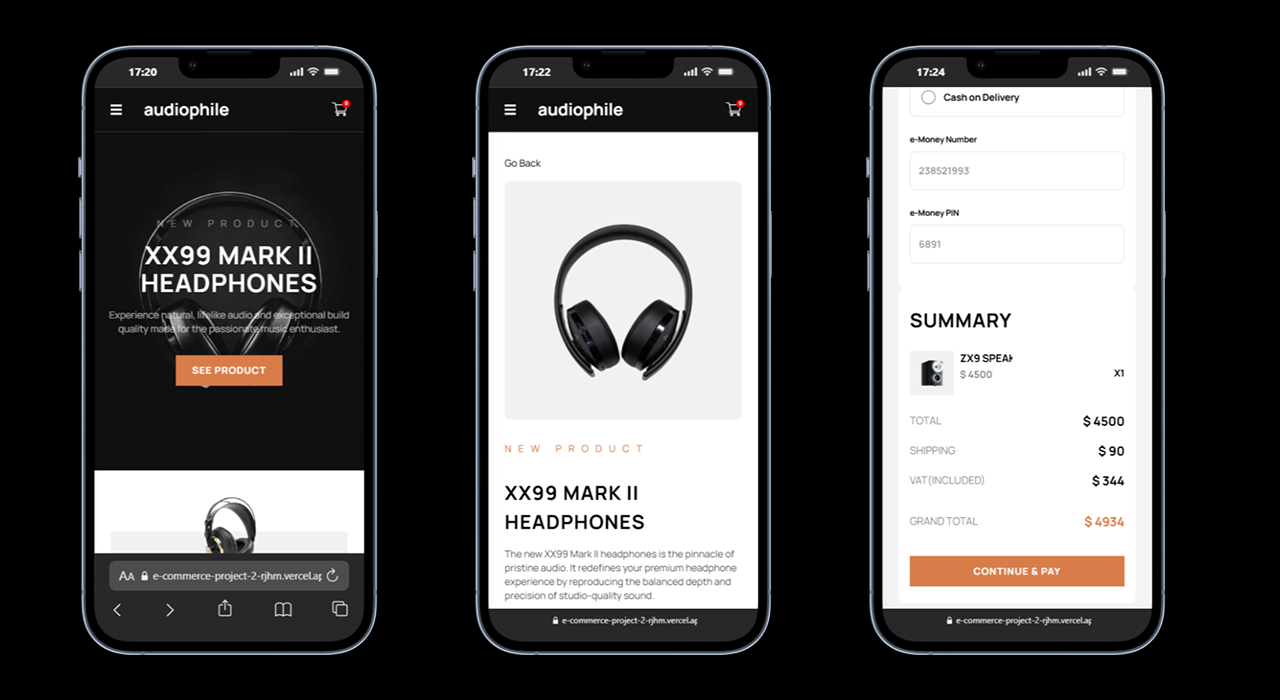 17:20
audiophile
0
NEW PRODUCT
XX99 MARK II
HEADPHONES
Experience natural, lifelike audio and exceptional build
quality made for the passionate music enthusiast.
SEE PRODUCT
AA e-commerce-project-2-rjhm.vercel.ap
17:22
audiophile
0
Go Back
NEW PRODUCT
XX99 MARK II
HEADPHONES
The new XX99 Mark II headphones is the pinnacle of
pristine audio. It redefines your premium headphone
experience by reproducing the balanced depth and
precision of studio-quality sound.
e-commerce-project-2-rjhm.vercel.ap
17:24
Cash on Delivery
e-Money Number
238521993
e-Money PIN
6891
SUMMARY
ZX9 SPEAK
$ 4500
X1
TOTAL $ 4500
SHIPPING $ 90
VAT(INCLUDED) $ 344
GRAND TOTAL $ 4934
CONTINUE & PAY
e-commerce-project-2-rjhm.vercel.ap